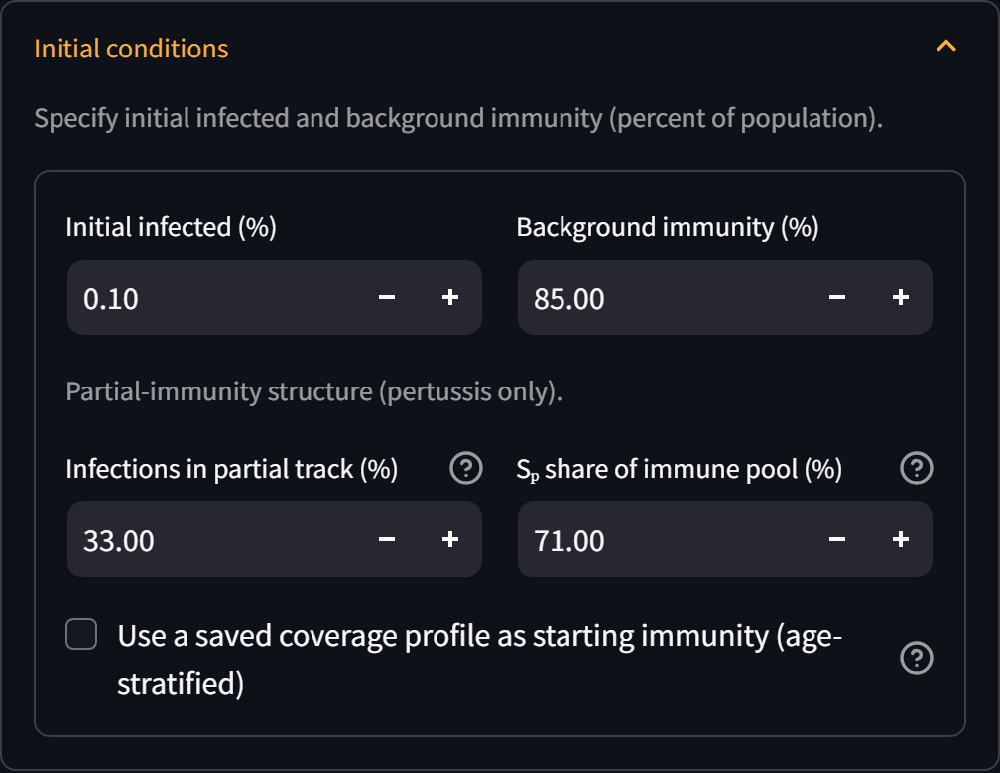 Initial conditions
Specify initial infected and background immunity (percent of population).
Initial infected (%)
Background immunity (%)
0.10
85.00
Partial-immunity structure (pertussis only).
Infections in partial track (%)
Sₚ share of immune pool (%)
33.00
71.00
Use a saved coverage profile as starting immunity (age-
stratified)